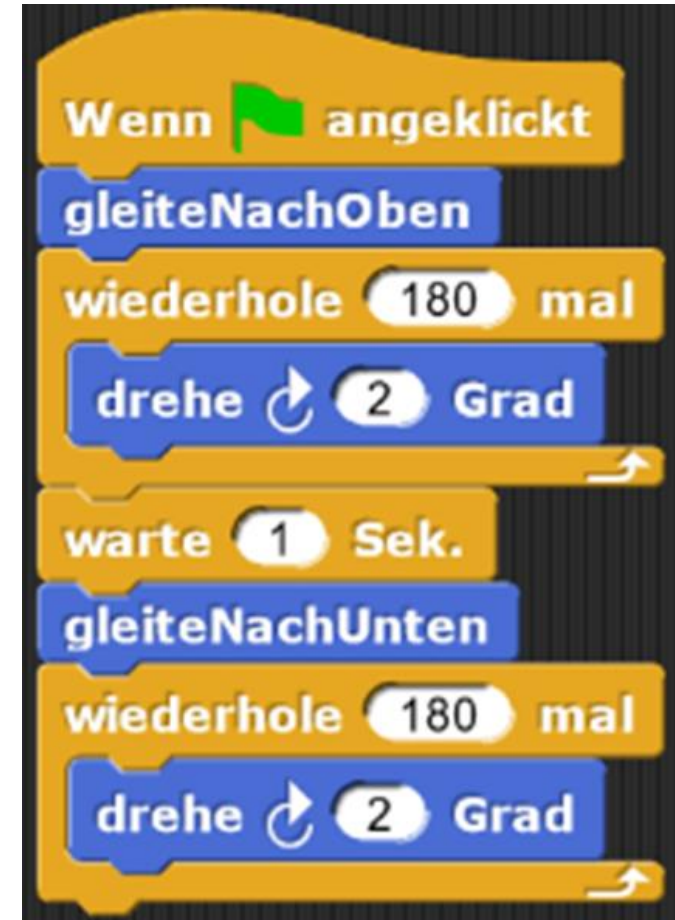 Wenn angeklickt
gleiteNachOben
wiederhole 180 mal
drehe 2 Grad
warte 1 Sek.
gleiteNachUnten
wiederhole 180 mal
drehe 2 Grad